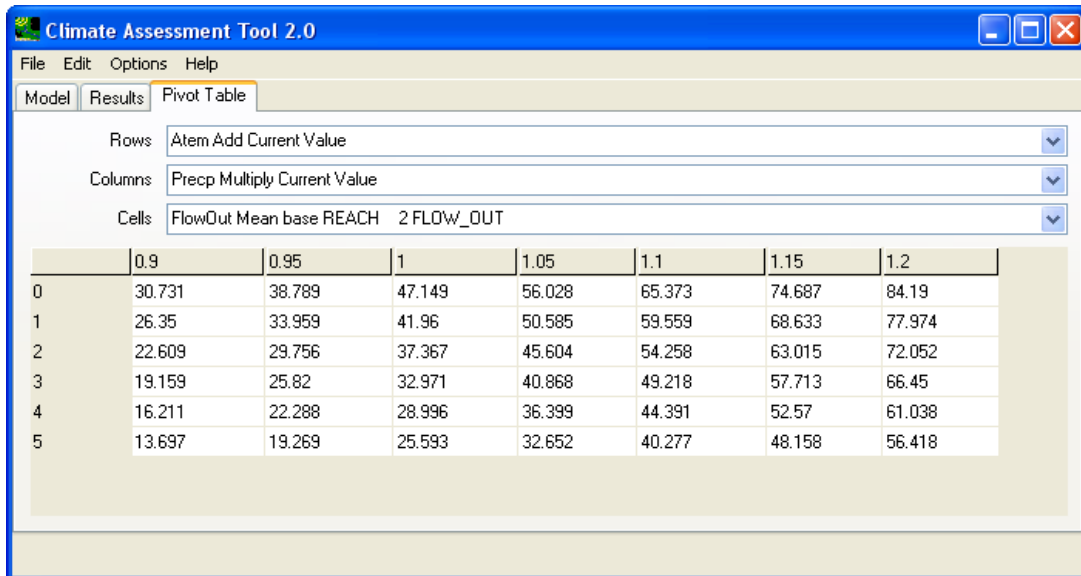 Climate Assessment Tool 2.0
File Edit Options Help
Model Results Pivot Table
Rows Atem Add Current Value
Columns Precp Multiply Current Value
Cells FlowOut Mean base REACH 2 FLOW_OUT
0.9 0.95 1 1.05 1.1 1.15 1.2
0 30.731 38.789 47.149 56.028 65.373 74.687 84.19
1 26.35 33.959 41.96 50.585 59.559 68.633 77.974
2 22.609 29.756 37.367 45.604 54.258 63.015 72.052
3 19.159 25.82 32.971 40.868 49.218 57.713 66.45
4 16.211 22.288 28.996 36.399 44.391 52.57 61.038
5 13.697 19.269 25.593 32.652 40.277 48.158 56.418